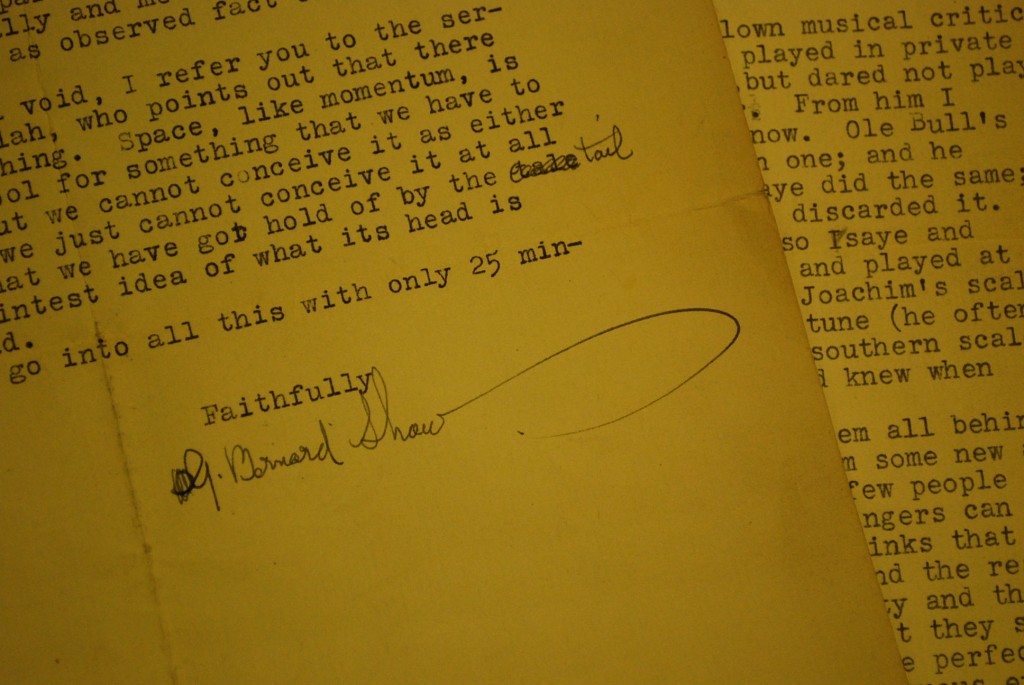 lly and
as observed fact
void, I refer you to the ser-
iah, who points out that there
hing. Space, like momentum, is
ol for something that we have to
ut we cannot conceive it as either
we just cannot conceive it at all
at we have got hold of by the tail
intest idea of what its head is
d.
go into all this with only 25 min-
Faithfully
G. Bernard Shaw
lown musical critic
played in private
but dared not play
From him I
now. Ole Bull's
n one; and he
aye did the same;
discarded it.
so Ysaye and
and played at
Joachim's scal
tune (he often
southern scal
d knew when
em all behin
m some new
few people
ngers can
inks that
nd the re
ty and th
t they s
e perfec